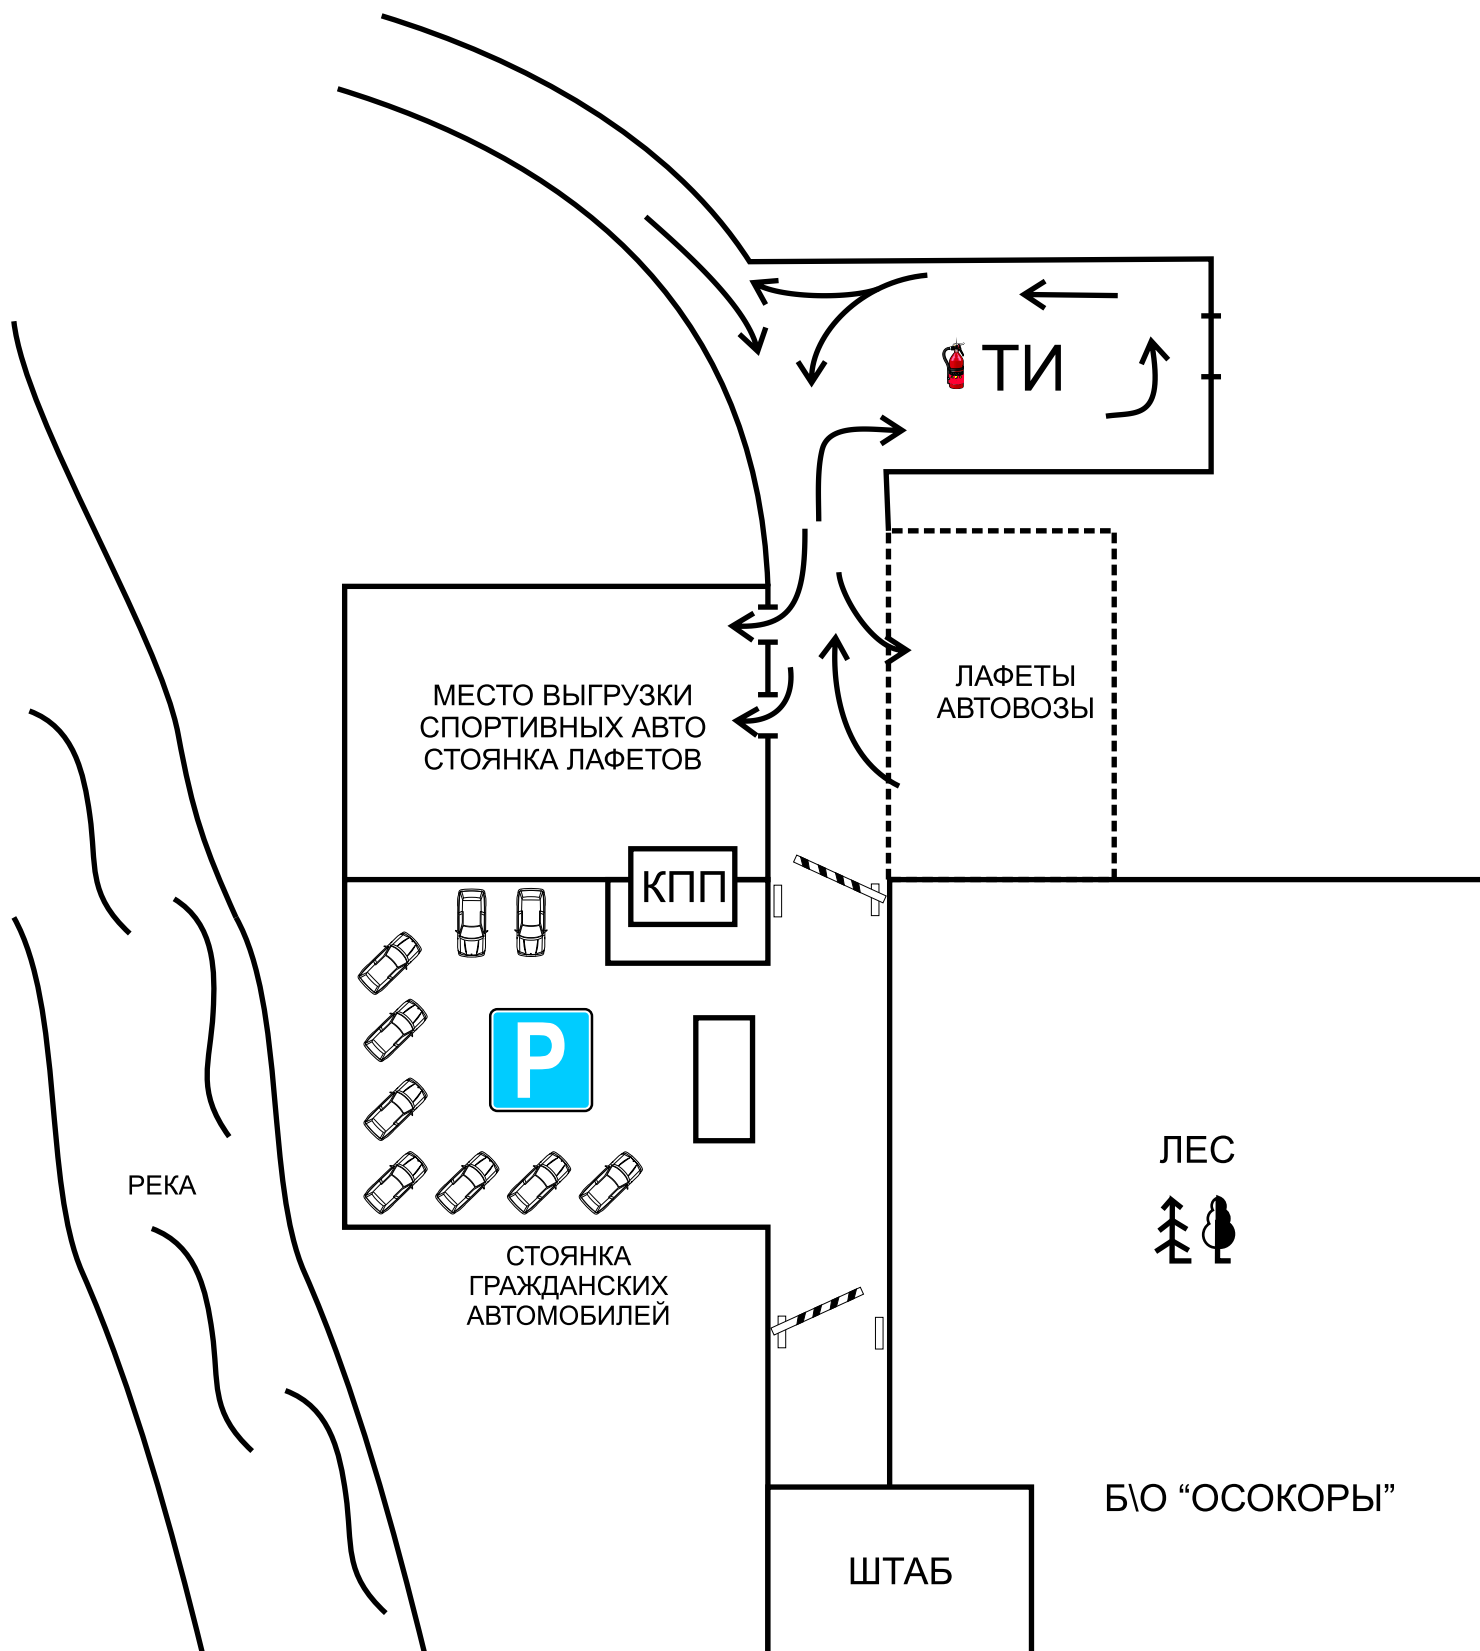 ТИ
ЛАФЕТЫ
АВТОВОЗЫ
МЕСТО ВЫГРУЗКИ
СПОРТИВНЫХ АВТО
СТОЯНКА ЛАФЕТОВ
КПП
P
ЛЕС
РЕКА
СТОЯНКА
ГРАЖДАНСКИХ
АВТОМОБИЛЕЙ
Б\О “ОСОКОРЫ”
ШТАБ